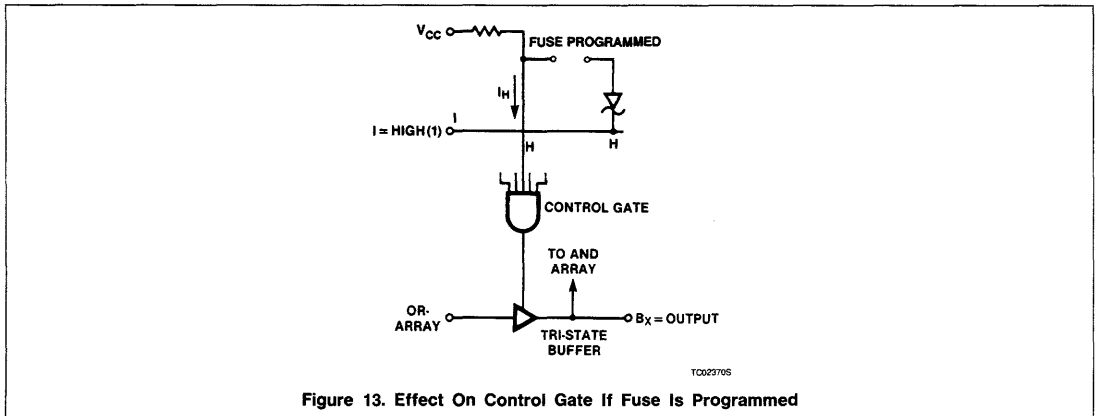 VCC
FUSE PROGRAMMED
IH
I
I = HIGH (1)
H
H
CONTROL GATE
TO AND
ARRAY
OR-
ARRAY
BX = OUTPUT
TRI-STATE
BUFFER
TC02370S
Figure 13. Effect On Control Gate If Fuse Is Programmed